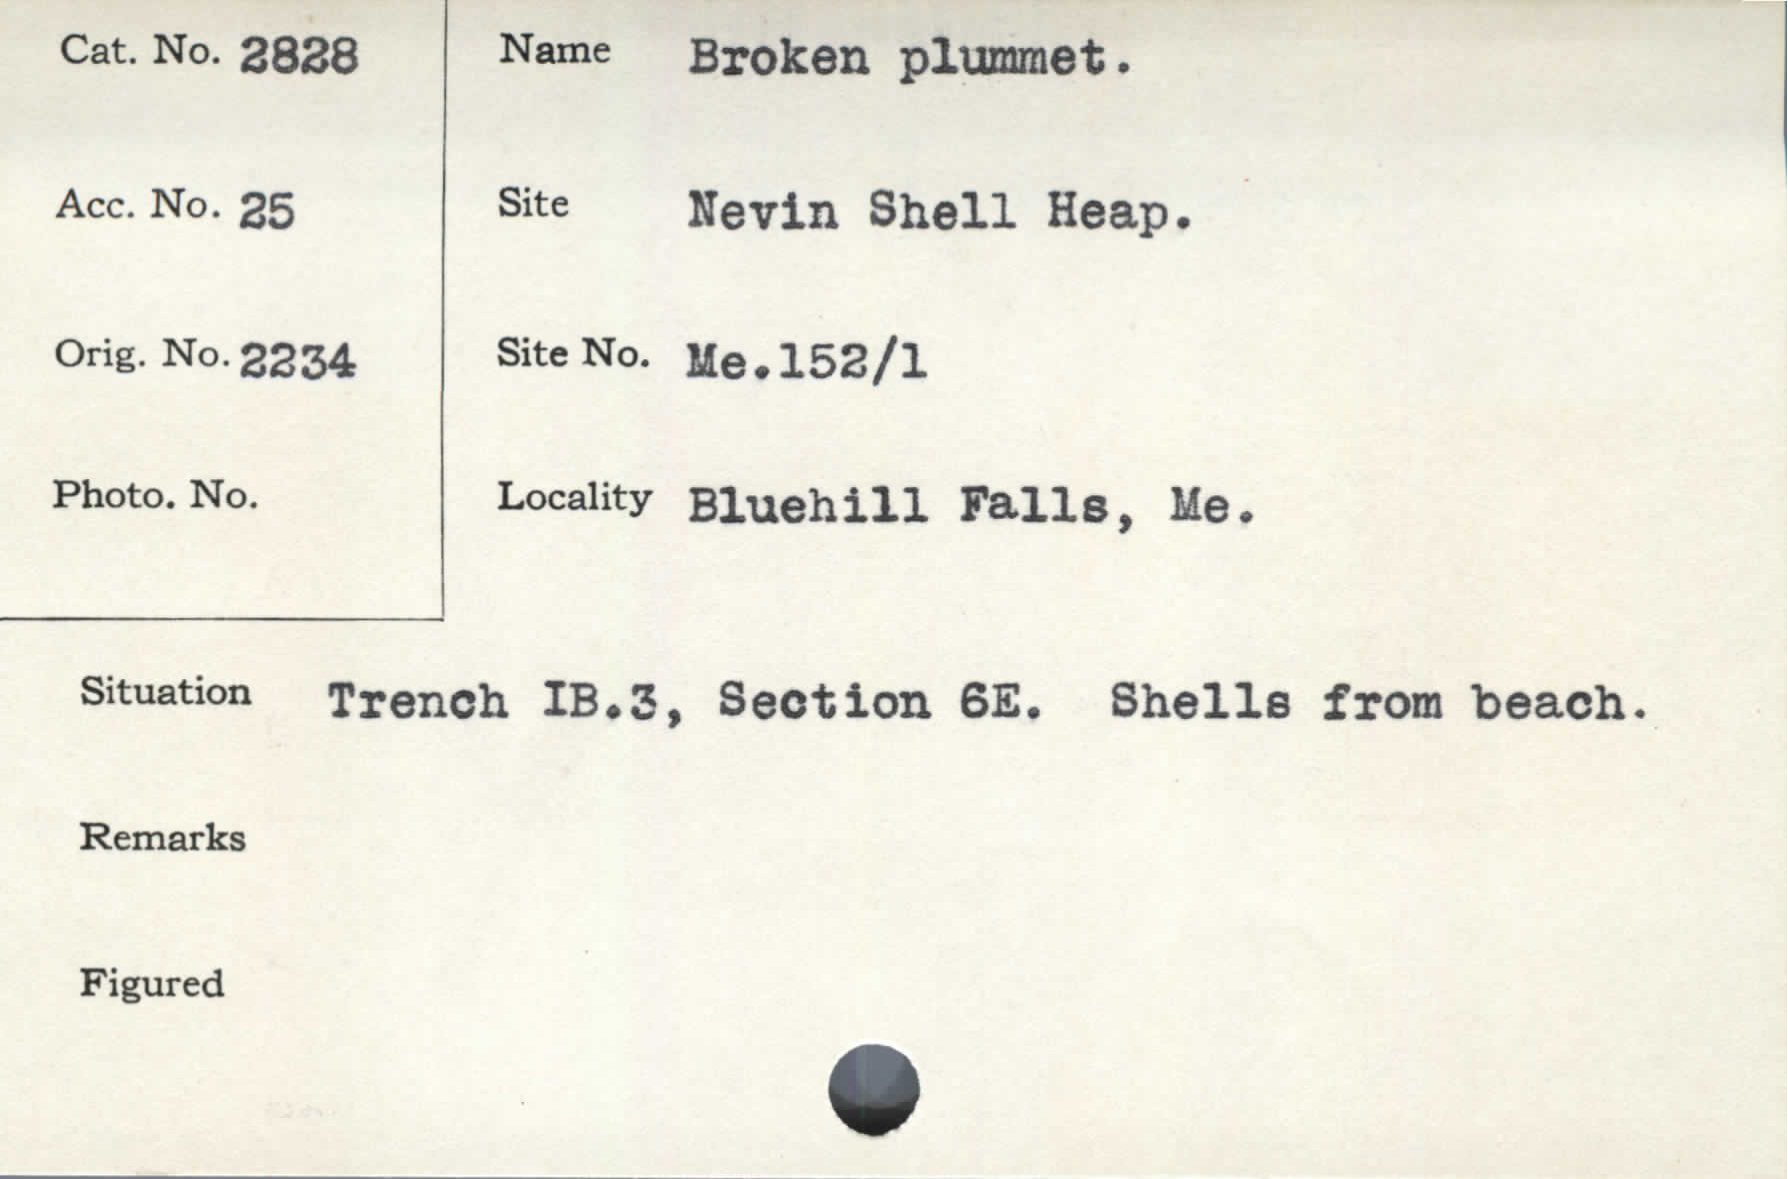 Cat. No. 2828
Name Broken plummet.
Acc. No. 25
Site Nevin Shell Heap.
Orig. No. 2234
Site No. Me.152/1
Photo. No.
Locality Bluehill Falls, Me.
Situation Trench IB.3, Section 6E. Shells from beach.
Remarks
Figured